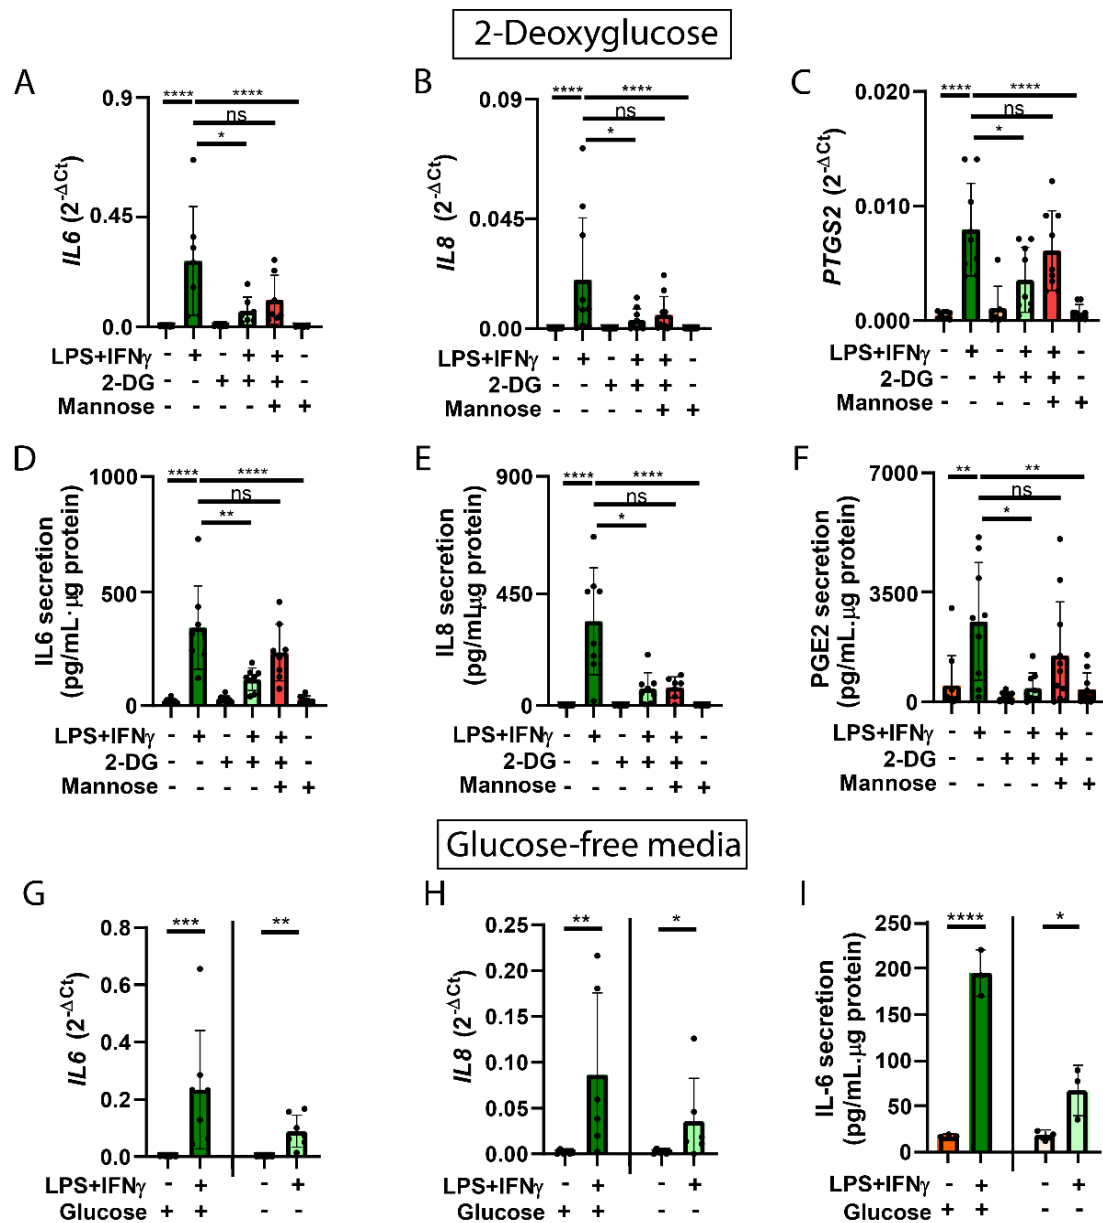 2-Deoxyglucose
A
IL6 (2-ΔCt)
0.9
0.45
0.0
**** ****
ns
*
LPS+IFNγ - + - + + -
2-DG - - + + + -
Mannose - - - - + +
B
IL8 (2-ΔCt)
0.09
0.045
0.000
**** ****
ns
*
LPS+IFNγ - + - + + -
2-DG - - + + + -
Mannose - - - - + +
C
PTGS2 (2-ΔCt)
0.020
0.010
0.000
**** ****
ns
*
LPS+IFNγ - + - + + -
2-DG - - + + + -
Mannose - - - - + +
D
IL6 secretion
(pg/mL·µg protein)
1000
500
0
**** ****
ns
**
LPS+IFNγ - + - + + -
2-DG - - + + + -
Mannose - - - - + +
E
IL8 secretion
(pg/mLµg protein)
900
450
0
**** ****
ns
*
LPS+IFNγ - + - + + -
2-DG - - + + + -
Mannose - - - - + +
F
PGE2 secretion
(pg/mL.µg protein)
7000
3500
0
** **
ns
*
LPS+IFNγ - + - + + -
2-DG - - + + + -
Mannose - - - - + +
Glucose-free media
G
IL6 (2-ΔCt)
0.8
0.6
0.4
0.2
0.0
*** **
LPS+IFNγ - + - +
Glucose + + - -
H
IL8 (2-ΔCt)
0.25
0.20
0.15
0.10
0.05
0.00
** *
LPS+IFNγ - + - +
Glucose + + - -
I
IL-6 secretion
(pg/mL.µg protein)
250
200
150
100
50
0
**** *
LPS+IFNγ - + - +
Glucose + + - -